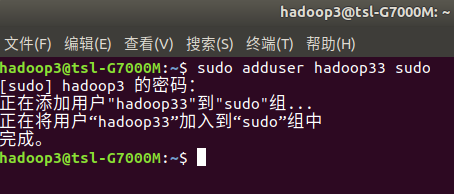 hadoop3@tsl-G7000M: ~
文件(F) 编辑(E) 查看(V) 搜索(S) 终端(T) 帮助(H)
hadoop3@tsl-G7000M:~$ sudo adduser hadoop33 sudo
[sudo] hadoop3 的密码：
正在添加用户"hadoop33"到"sudo"组...
正在将用户“hadoop33”加入到“sudo”组中
完成。
hadoop3@tsl-G7000M:~$